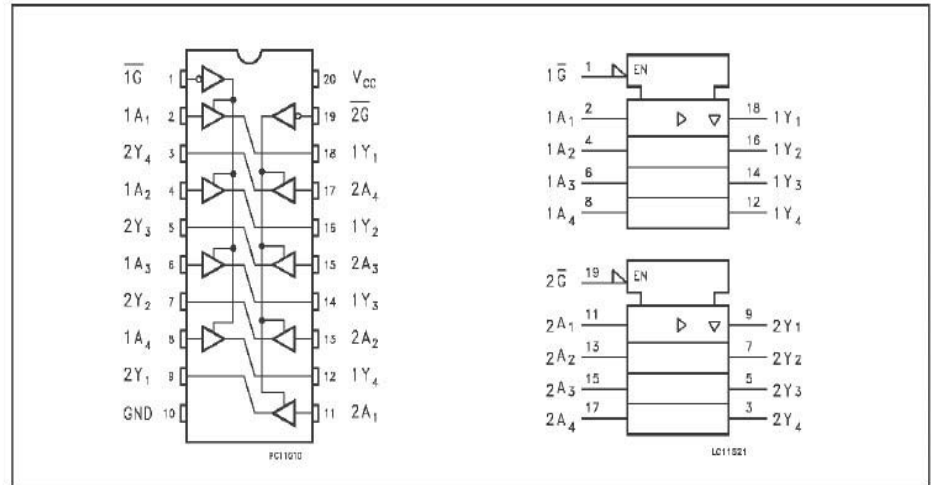 1G 1 20 VCC
1A1 2 19 2G
2Y4 3 18 1Y1
1A2 4 17 2A4
2Y3 5 16 1Y2
1A3 6 15 2A3
2Y2 7 14 1Y3
1A4 8 13 2A2
2Y1 9 12 1Y4
GND 10 11 2A1
PC11010
1G 1 EN
1A1 2 18 1Y1
1A2 4 16 1Y2
1A3 6 14 1Y3
1A4 8 12 1Y4
2G 19 EN
2A1 11 9 2Y1
2A2 13 7 2Y2
2A3 15 5 2Y3
2A4 17 3 2Y4
LC11521